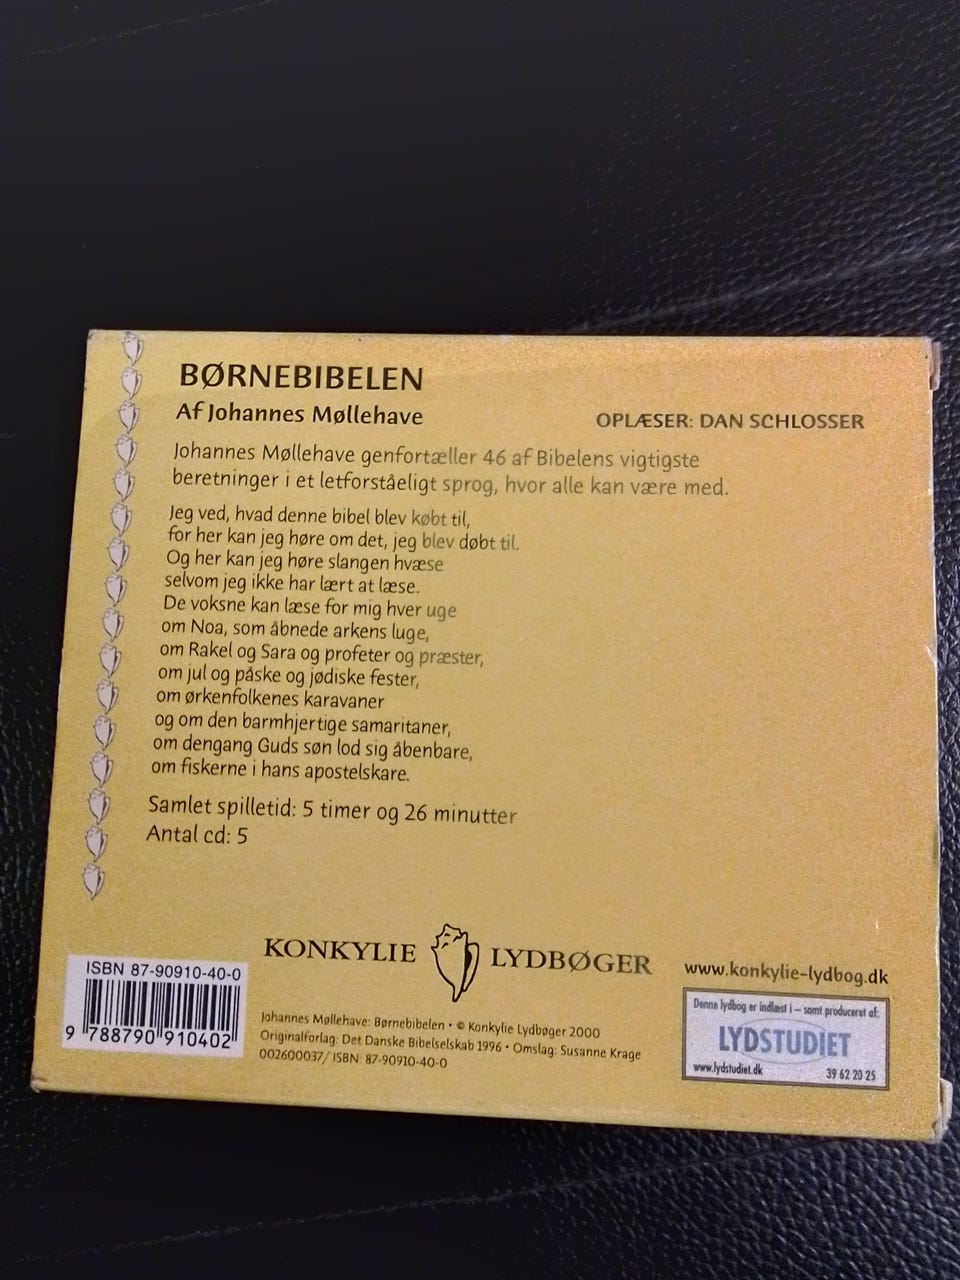 BØRNEBIBELEN
Af Johannes Møllehave
OPLÆSER: DAN SCHLOSSER
Johannes Møllehave genfortæller 46 af Bibelens vigtigste
beretninger i et letforståeligt sprog, hvor alle kan være med.
Jeg ved, hvad denne bibel blev købt til,
for her kan jeg høre om det, jeg blev døbt til.
Og her kan jeg høre slangen hvæse
selvom jeg ikke har lært at læse.
De voksne kan læse for mig hver uge
om Noa, som åbnede arkens luge,
om Rakel og Sara og profeter og præster,
om jul og påske og jødiske fester,
om ørkenfolkenes karavaner
og om den barmhjertige samaritaner,
om dengang Guds søn lod sig åbenbare,
om fiskerne i hans apostelskare.
Samlet spilletid: 5 timer og 26 minutter
Antal cd: 5
KONKYLIE LYDBØGER
www.konkylie-lydbog.dk
ISBN 87-90910-40-0
9 788790 910402
Johannes Møllehave: Børnebibelen • © Konkylie Lydbøger 2000
Originalforlag: Det Danske Bibelselskab 1996 • Omslag: Susanne Krage
002600037/ ISBN: 87-90910-40-0
Denne lydbog er indlæst i – samt produceret af:
LYDSTUDIET
www.lydstudiet.dk 39 62 20 25